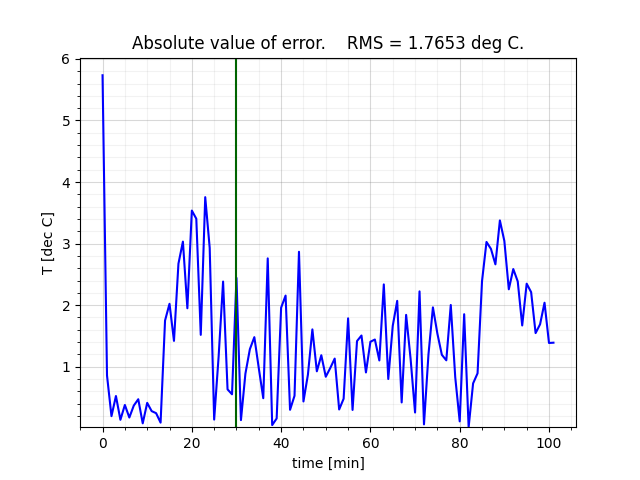 Absolute value of error.    RMS = 1.7653 deg C.
6
5
4
3
2
1
T [dec C]
0 20 40 60 80 100
time [min]